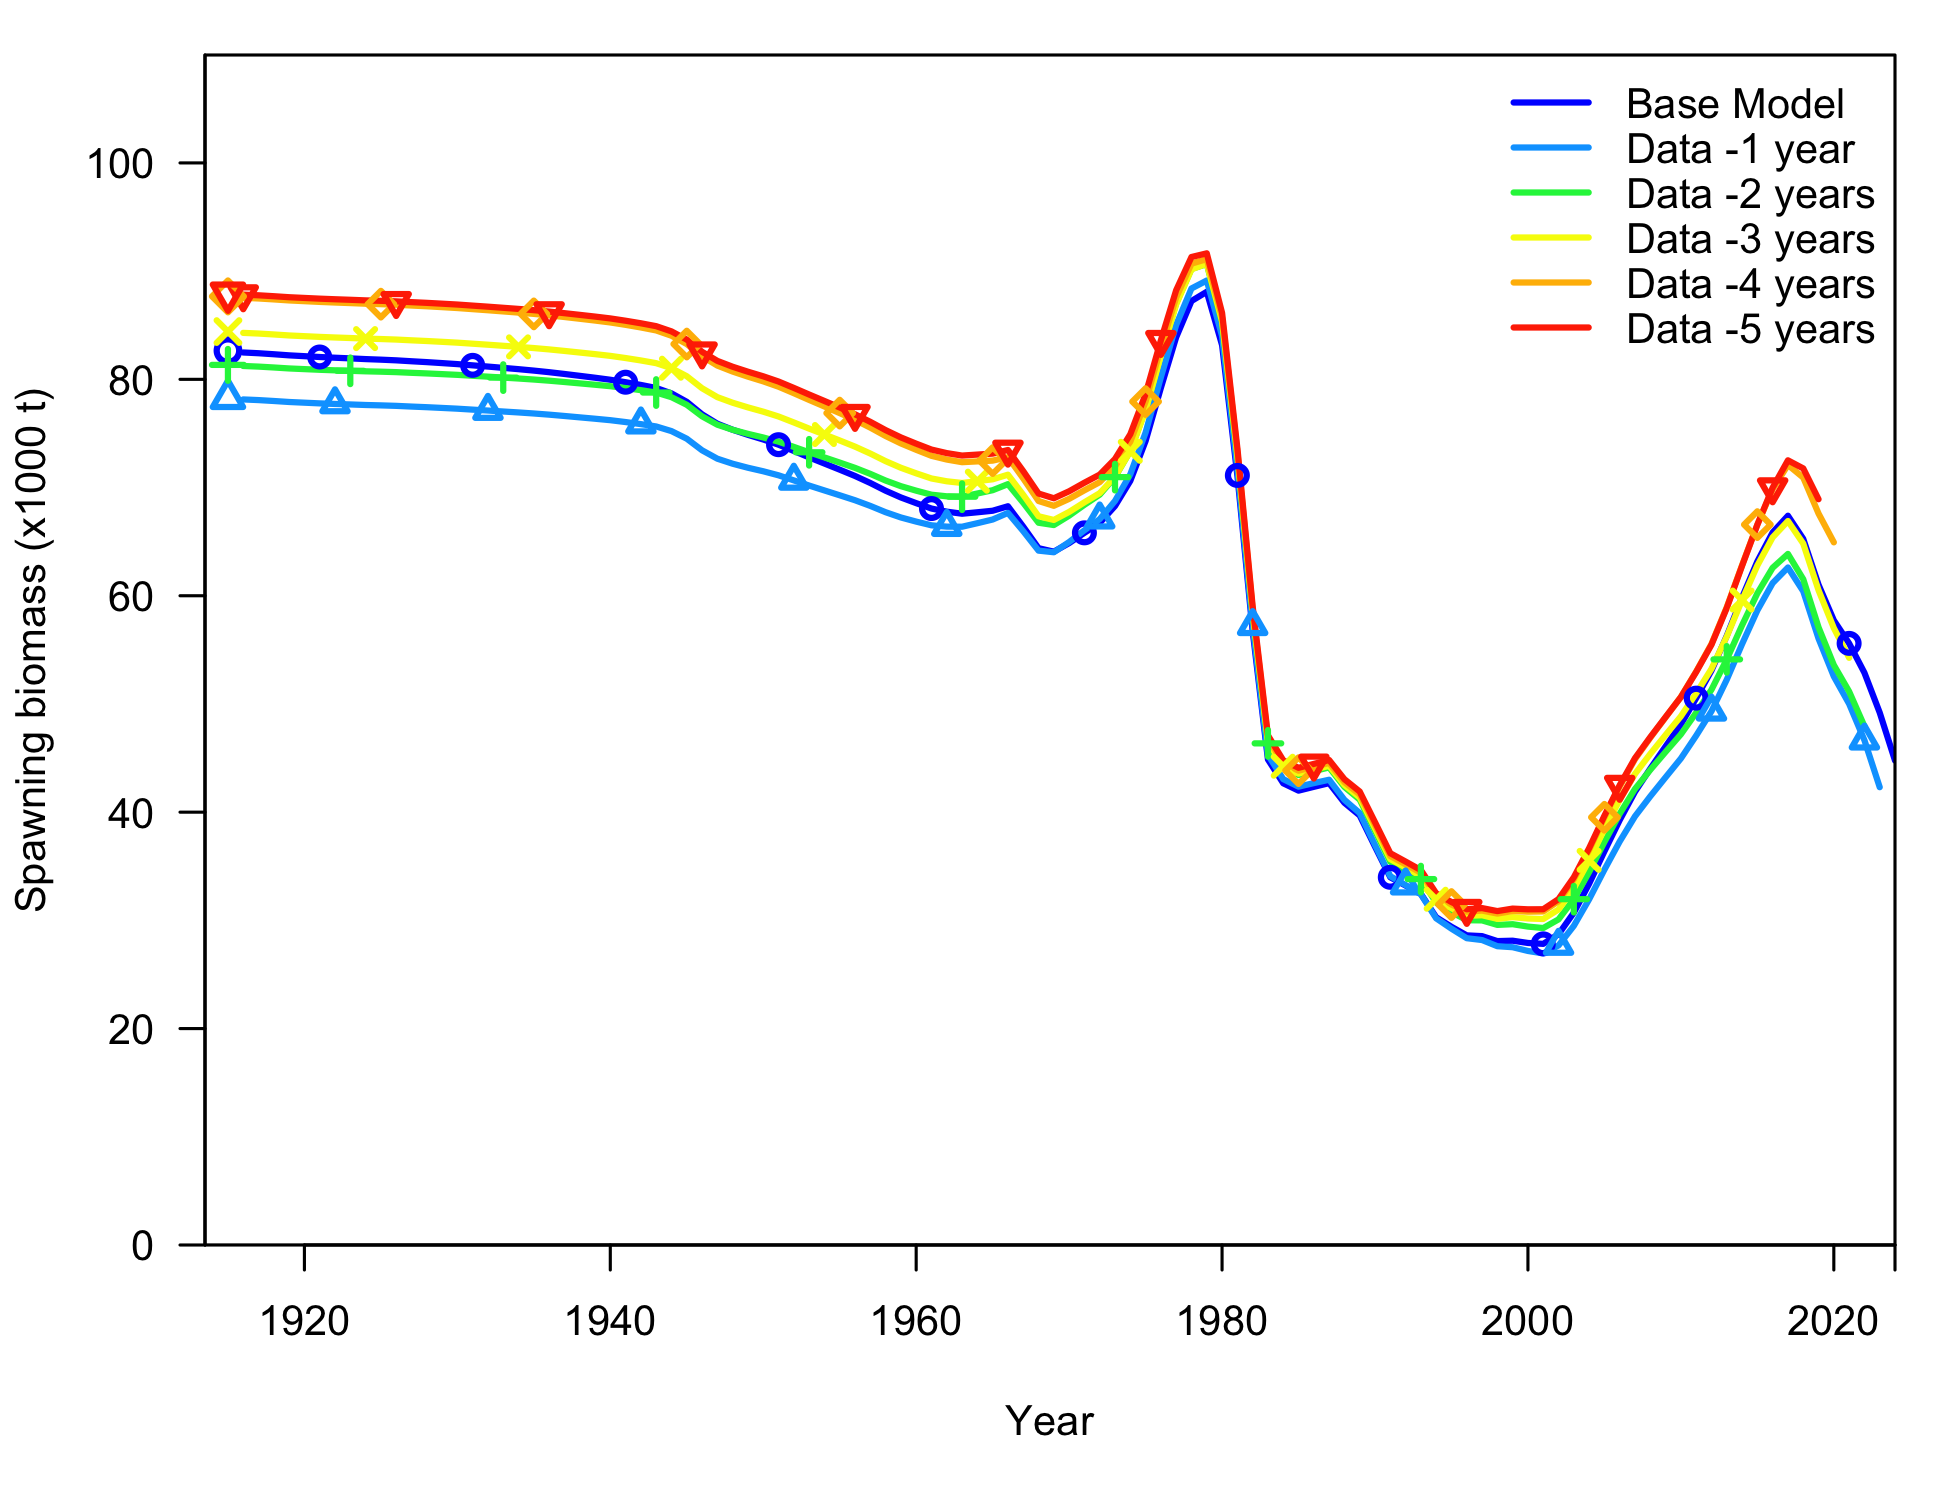 Base Model
Data -1 year
Data -2 years
Data -3 years
Data -4 years
Data -5 years
Spawning biomass (x1000 t)
100
80
60
40
20
0
1920 1940 1960 1980 2000 2020
Year